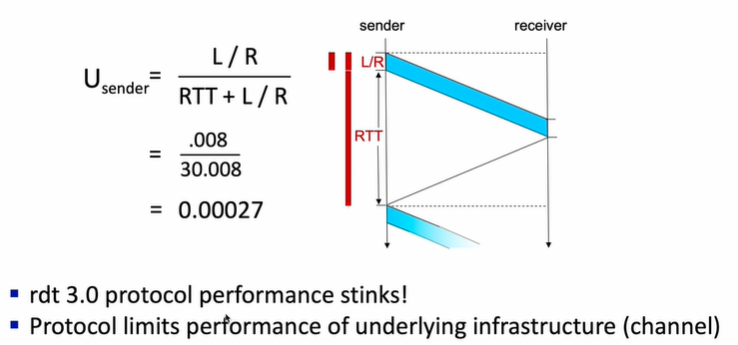 sender receiver
U sender = L / R
RTT + L / R
L/R
= .008
30.008
RTT
= 0.00027
▪ rdt 3.0 protocol performance stinks!
▪ Protocol limits performance of underlying infrastructure (channel)